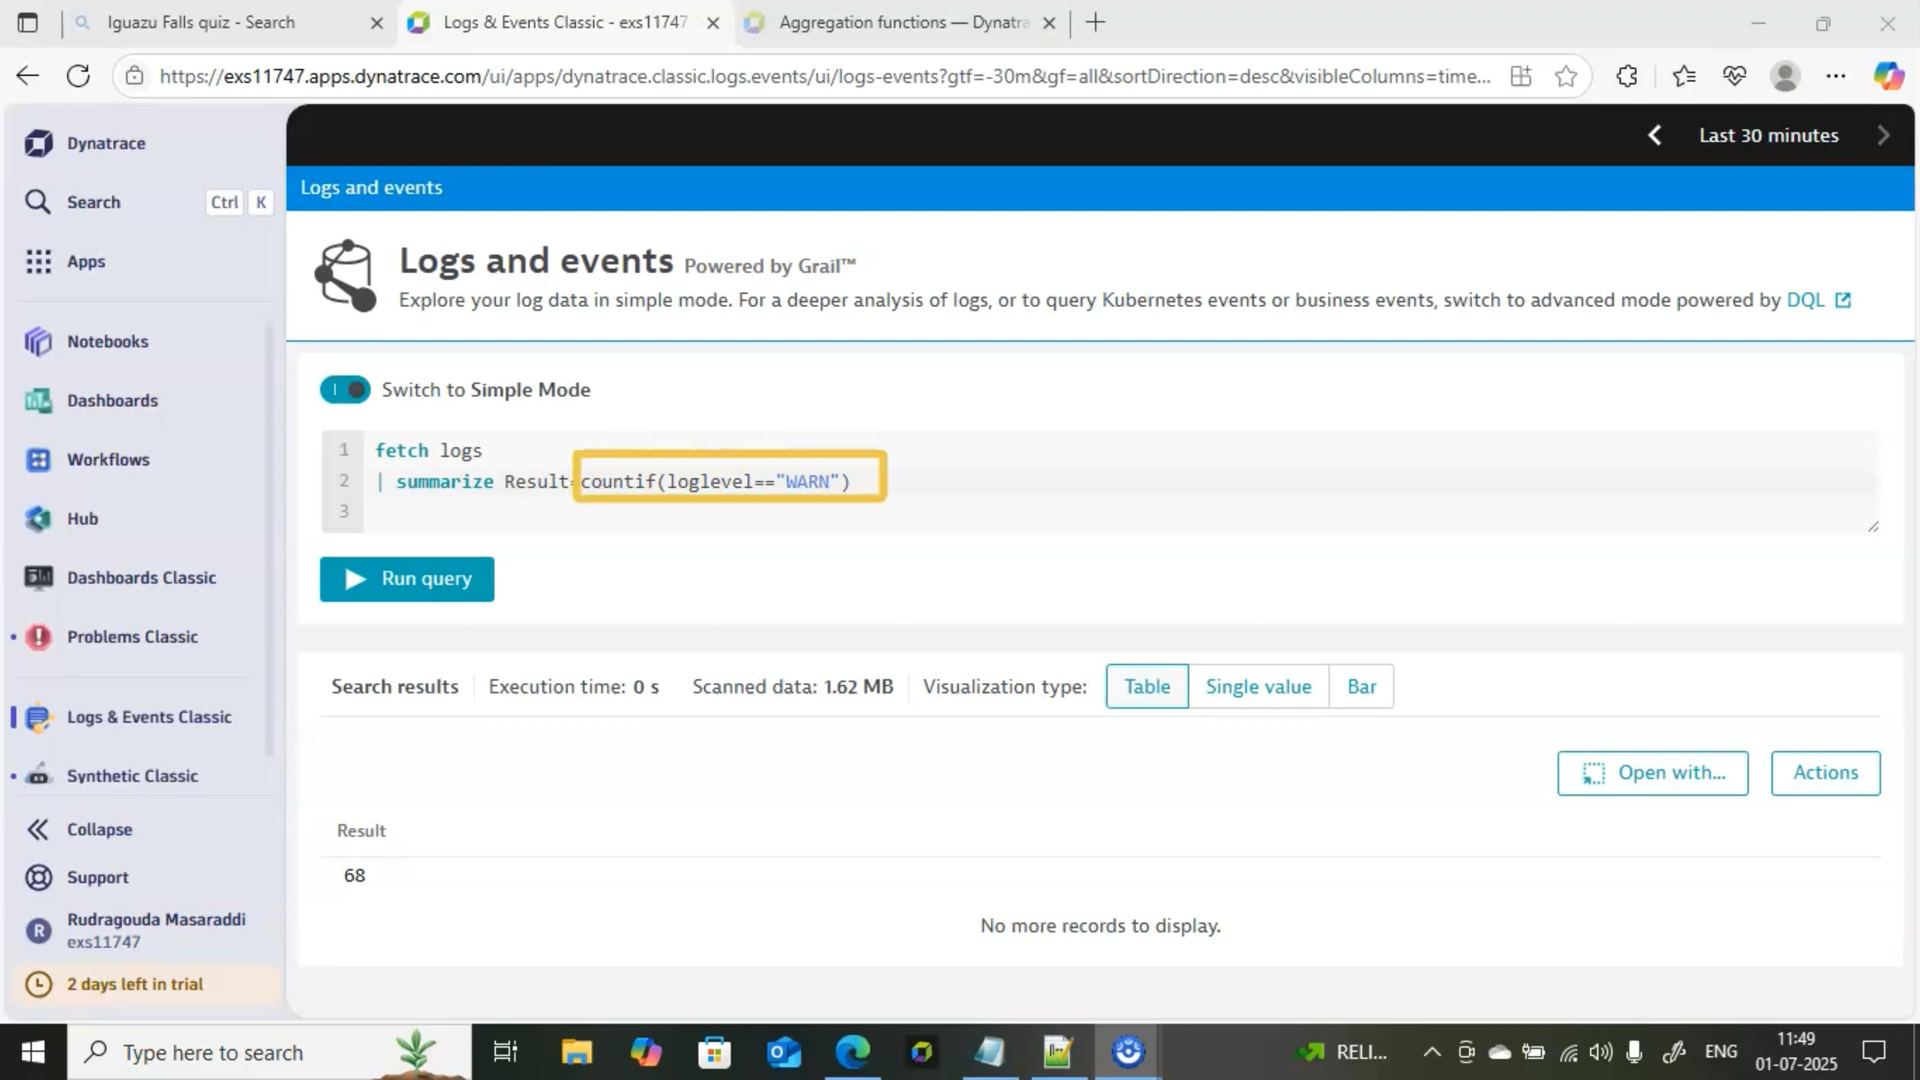 Iguazu Falls quiz - Search
Logs & Events Classic - exs11747
Aggregation functions — Dynatra
https://exs11747.apps.dynatrace.com/ui/apps/dynatrace.classic.logs.events/ui/logs-events?gtf=-30m&gf=all&sortDirection=desc&visibleColumns=time...
Dynatrace
Last 30 minutes
Search Ctrl K
Logs and events
Apps
Logs and events Powered by Grail™
Explore your log data in simple mode. For a deeper analysis of logs, or to query Kubernetes events or business events, switch to advanced mode powered by DQL
Notebooks
Dashboards
Workflows
Hub
Dashboards Classic
Problems Classic
Logs & Events Classic
Synthetic Classic
Collapse
Support
R
Rudragouda Masaraddi
exs11747
2 days left in trial
Switch to Simple Mode
1 fetch logs
2 | summarize Result=countif(loglevel=="WARN")
3
Run query
Search results
Execution time: 0 s
Scanned data: 1.62 MB
Visualization type:
Table
Single value
Bar
Open with...
Actions
Result
68
No more records to display.
Type here to search
RELI...
ENG
11:49
01-07-2025